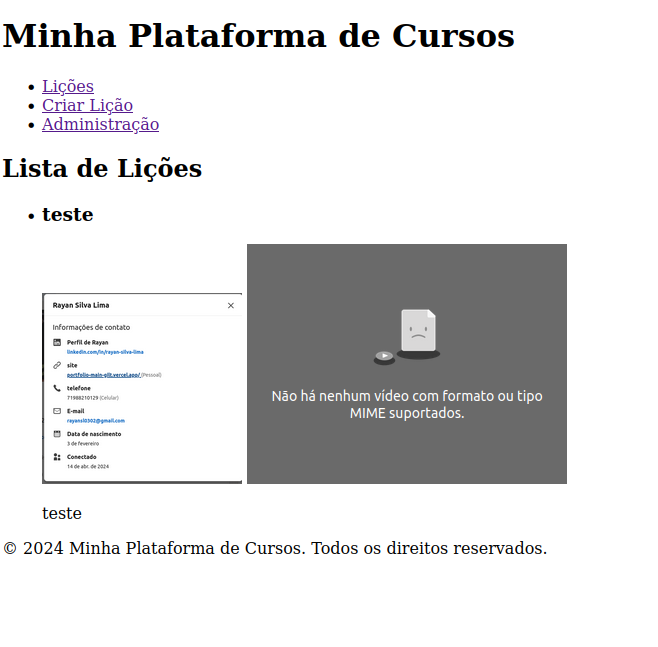 Minha Plataforma de Cursos
Lições
Criar Lição
Administração
Lista de Lições
teste
Rayan Silva Lima
Informações de contato
Perfil de Rayan
linkedin.com/in/rayan-silva-lima
site
portfolio-main-glit.vercel.app/ (Pessoal)
telefone
71988210129 (Celular)
E-mail
rayansl0302@gmail.com
Data de nascimento
3 de fevereiro
Conectado
14 de abr. de 2024
Não há nenhum vídeo com formato ou tipo
MIME suportados.
teste
© 2024 Minha Plataforma de Cursos. Todos os direitos reservados.